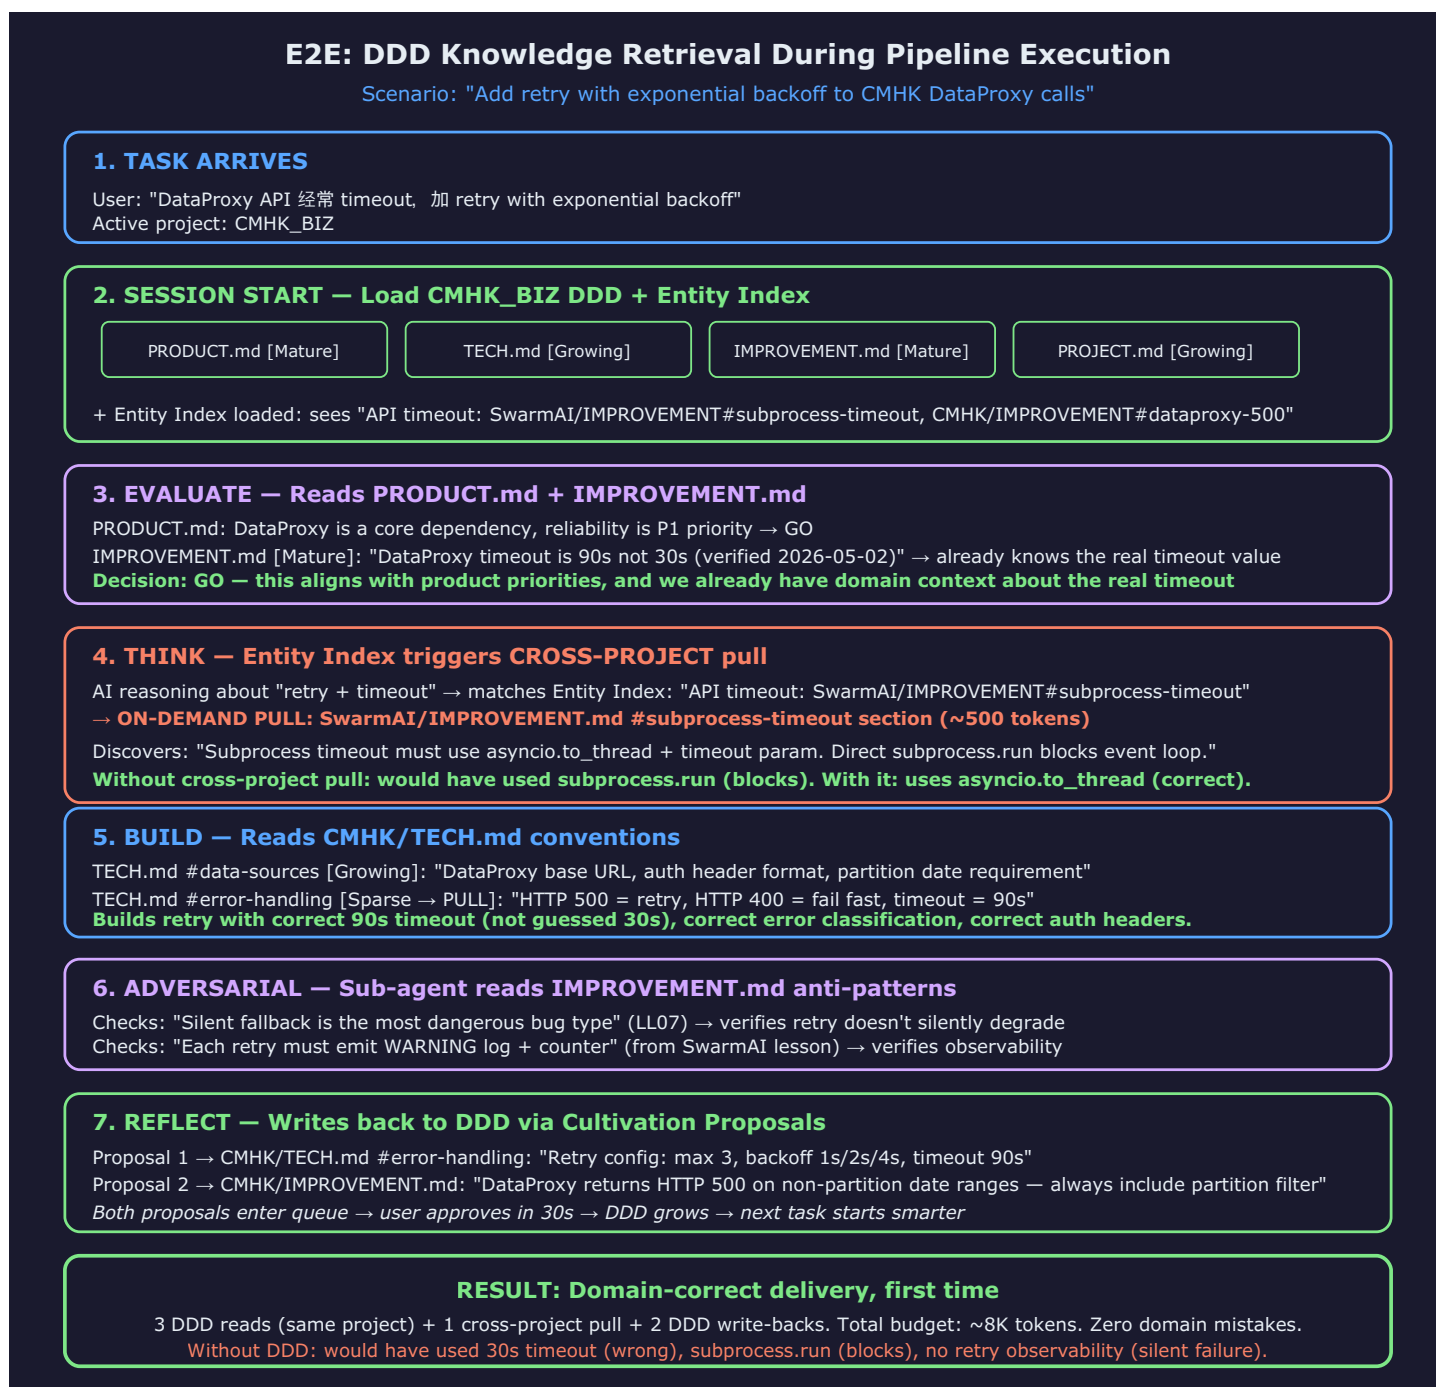 E2E: DDD Knowledge Retrieval During Pipeline Execution
Scenario: "Add retry with exponential backoff to CMHK DataProxy calls"
1. TASK ARRIVES
User: "DataProxy API 经常 timeout，加 retry with exponential backoff"
Active project: CMHK_BIZ
2. SESSION START — Load CMHK_BIZ DDD + Entity Index
PRODUCT.md [Mature]
TECH.md [Growing]
IMPROVEMENT.md [Mature]
PROJECT.md [Growing]
+ Entity Index loaded: sees "API timeout: SwarmAI/IMPROVEMENT#subprocess-timeout, CMHK/IMPROVEMENT#dataproxy-500"
3. EVALUATE — Reads PRODUCT.md + IMPROVEMENT.md
PRODUCT.md: DataProxy is a core dependency, reliability is P1 priority → GO
IMPROVEMENT.md [Mature]: "DataProxy timeout is 90s not 30s (verified 2026-05-02)" → already knows the real timeout value
Decision: GO — this aligns with product priorities, and we already have domain context about the real timeout
4. THINK — Entity Index triggers CROSS-PROJECT pull
AI reasoning about "retry + timeout" → matches Entity Index: "API timeout: SwarmAI/IMPROVEMENT#subprocess-timeout"
→ ON-DEMAND PULL: SwarmAI/IMPROVEMENT.md #subprocess-timeout section (~500 tokens)
Discovers: "Subprocess timeout must use asyncio.to_thread + timeout param. Direct subprocess.run blocks event loop."
Without cross-project pull: would have used subprocess.run (blocks). With it: uses asyncio.to_thread (correct).
5. BUILD — Reads CMHK/TECH.md conventions
TECH.md #data-sources [Growing]: "DataProxy base URL, auth header format, partition date requirement"
TECH.md #error-handling [Sparse → PULL]: "HTTP 500 = retry, HTTP 400 = fail fast, timeout = 90s"
Builds retry with correct 90s timeout (not guessed 30s), correct error classification, correct auth headers.
6. ADVERSARIAL — Sub-agent reads IMPROVEMENT.md anti-patterns
Checks: "Silent fallback is the most dangerous bug type" (LL07) → verifies retry doesn't silently degrade
Checks: "Each retry must emit WARNING log + counter" (from SwarmAI lesson) → verifies observability
7. REFLECT — Writes back to DDD via Cultivation Proposals
Proposal 1 → CMHK/TECH.md #error-handling: "Retry config: max 3, backoff 1s/2s/4s, timeout 90s"
Proposal 2 → CMHK/IMPROVEMENT.md: "DataProxy returns HTTP 500 on non-partition date ranges — always include partition filter"
Both proposals enter queue → user approves in 30s → DDD grows → next task starts smarter
RESULT: Domain-correct delivery, first time
3 DDD reads (same project) + 1 cross-project pull + 2 DDD write-backs. Total budget: ~8K tokens. Zero domain mistakes.
Without DDD: would have used 30s timeout (wrong), subprocess.run (blocks), no retry observability (silent failure).